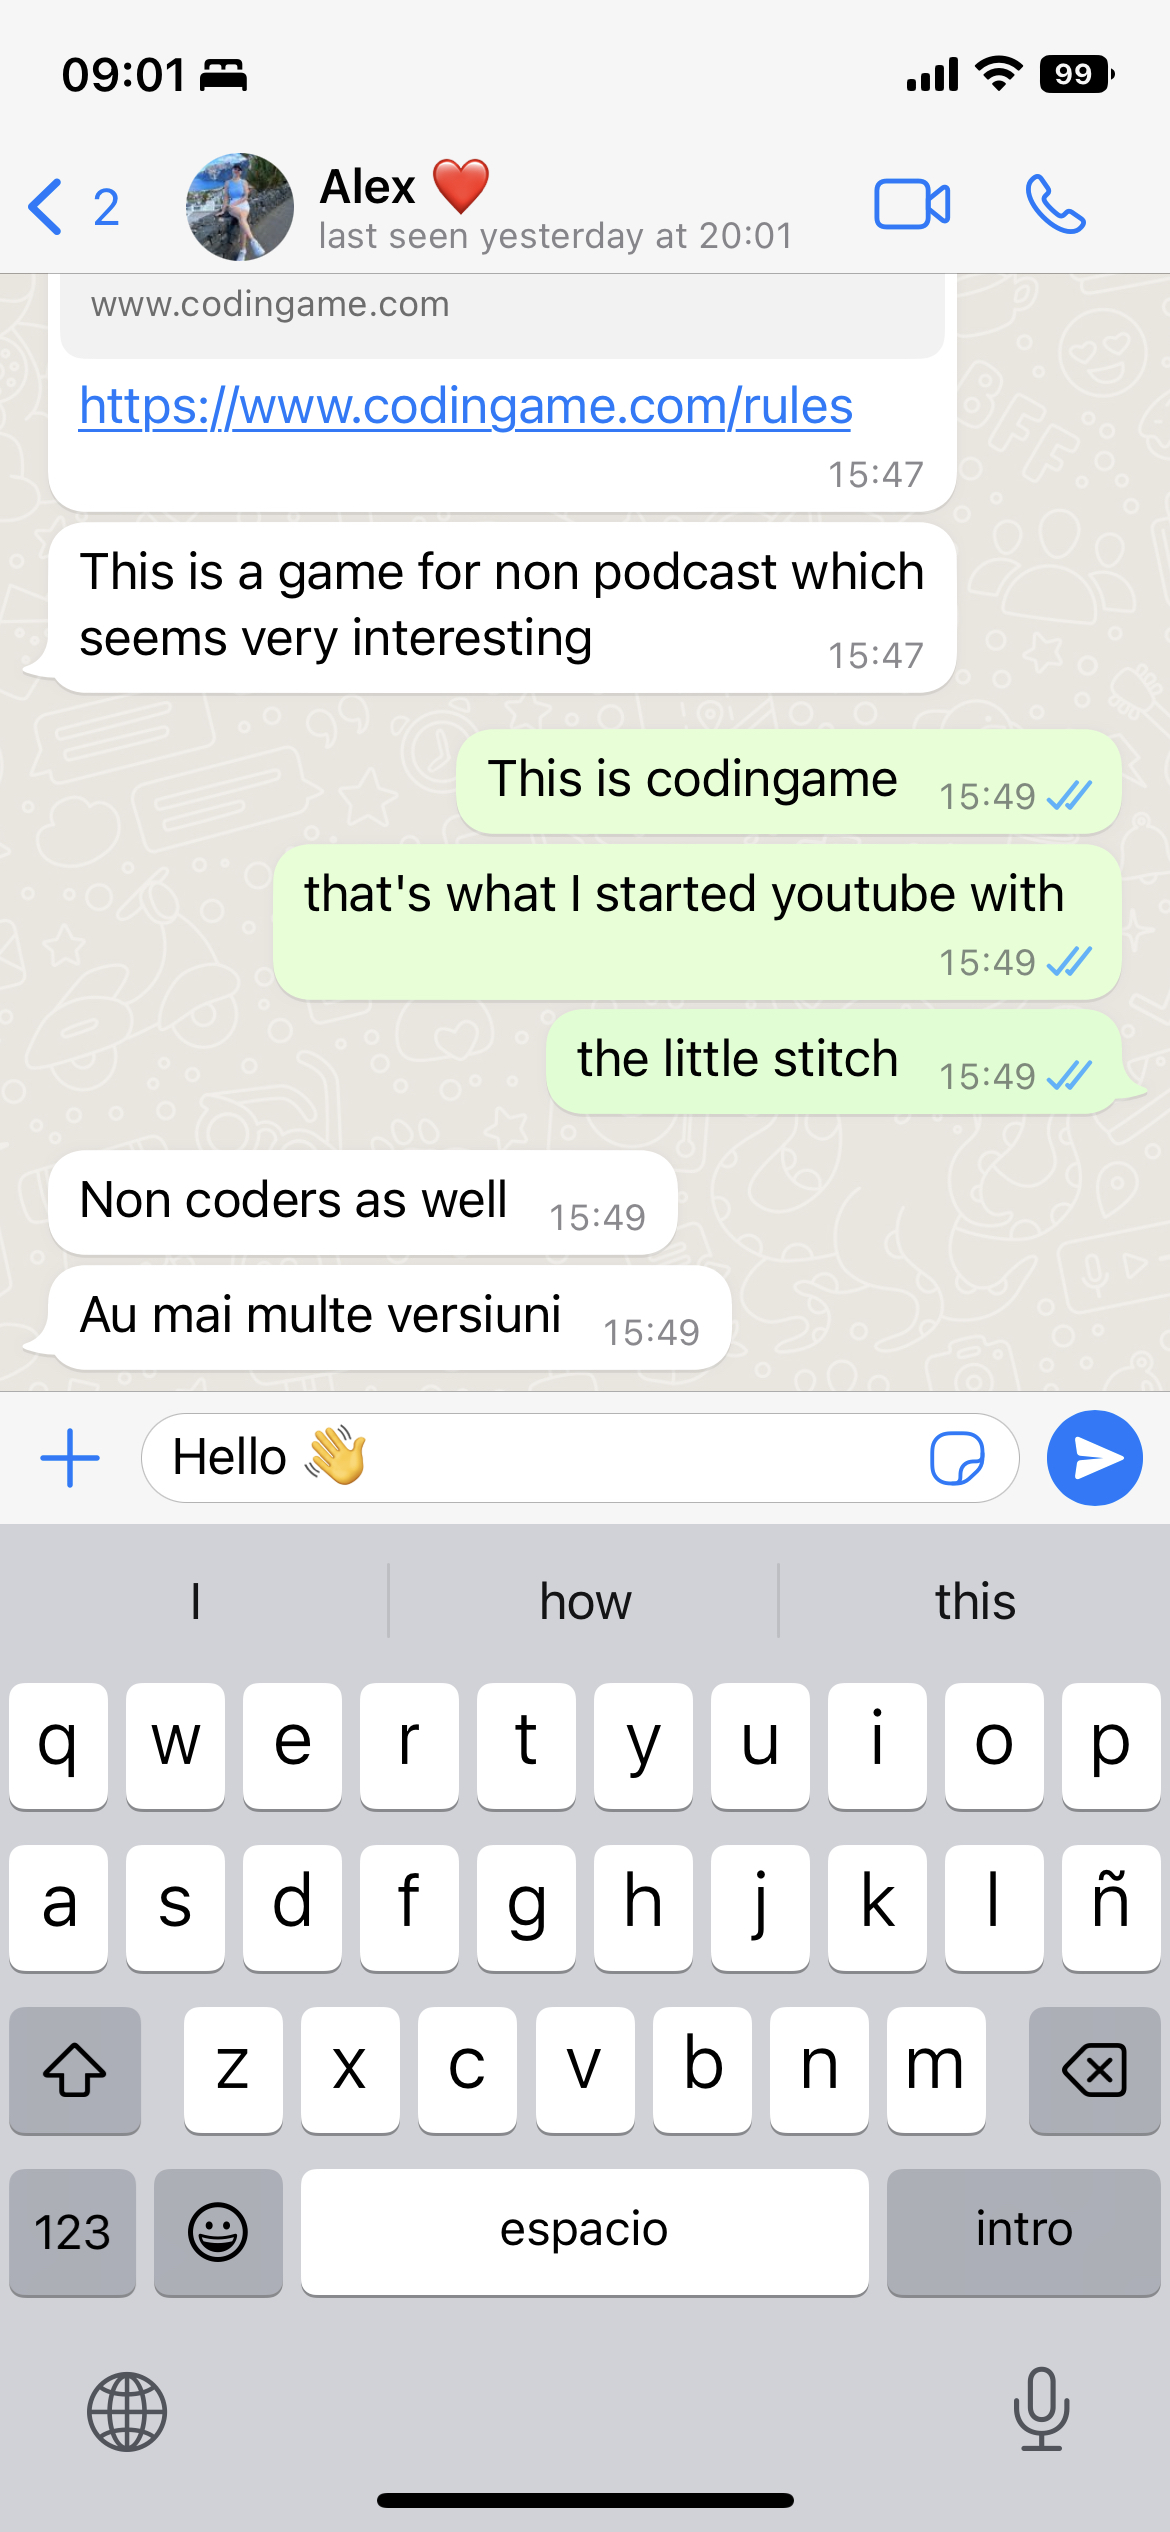 09:01
99
2
Alex ❤️
last seen yesterday at 20:01
www.codingame.com
https://www.codingame.com/rules
15:47
This is a game for non podcast which
seems very interesting
15:47
This is codingame
15:49
that's what I started youtube with
15:49
the little stitch
15:49
Non coders as well
15:49
Au mai multe versiuni
15:49
Hello 👋
I how this
q w e r t y u i o p
a s d f g h j k l ñ
z x c v b n m
123 espacio intro